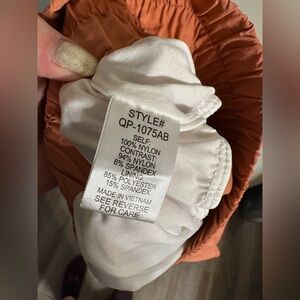 STYLE#
QP-1075AB
SELF:
100% NYLON
CONTRAST:
94% NYLON
6% SPANDEX
LINING:
85% POLYESTER
15% SPANDEX
MADE IN VIETNAM
SEE REVERSE
FOR CARE